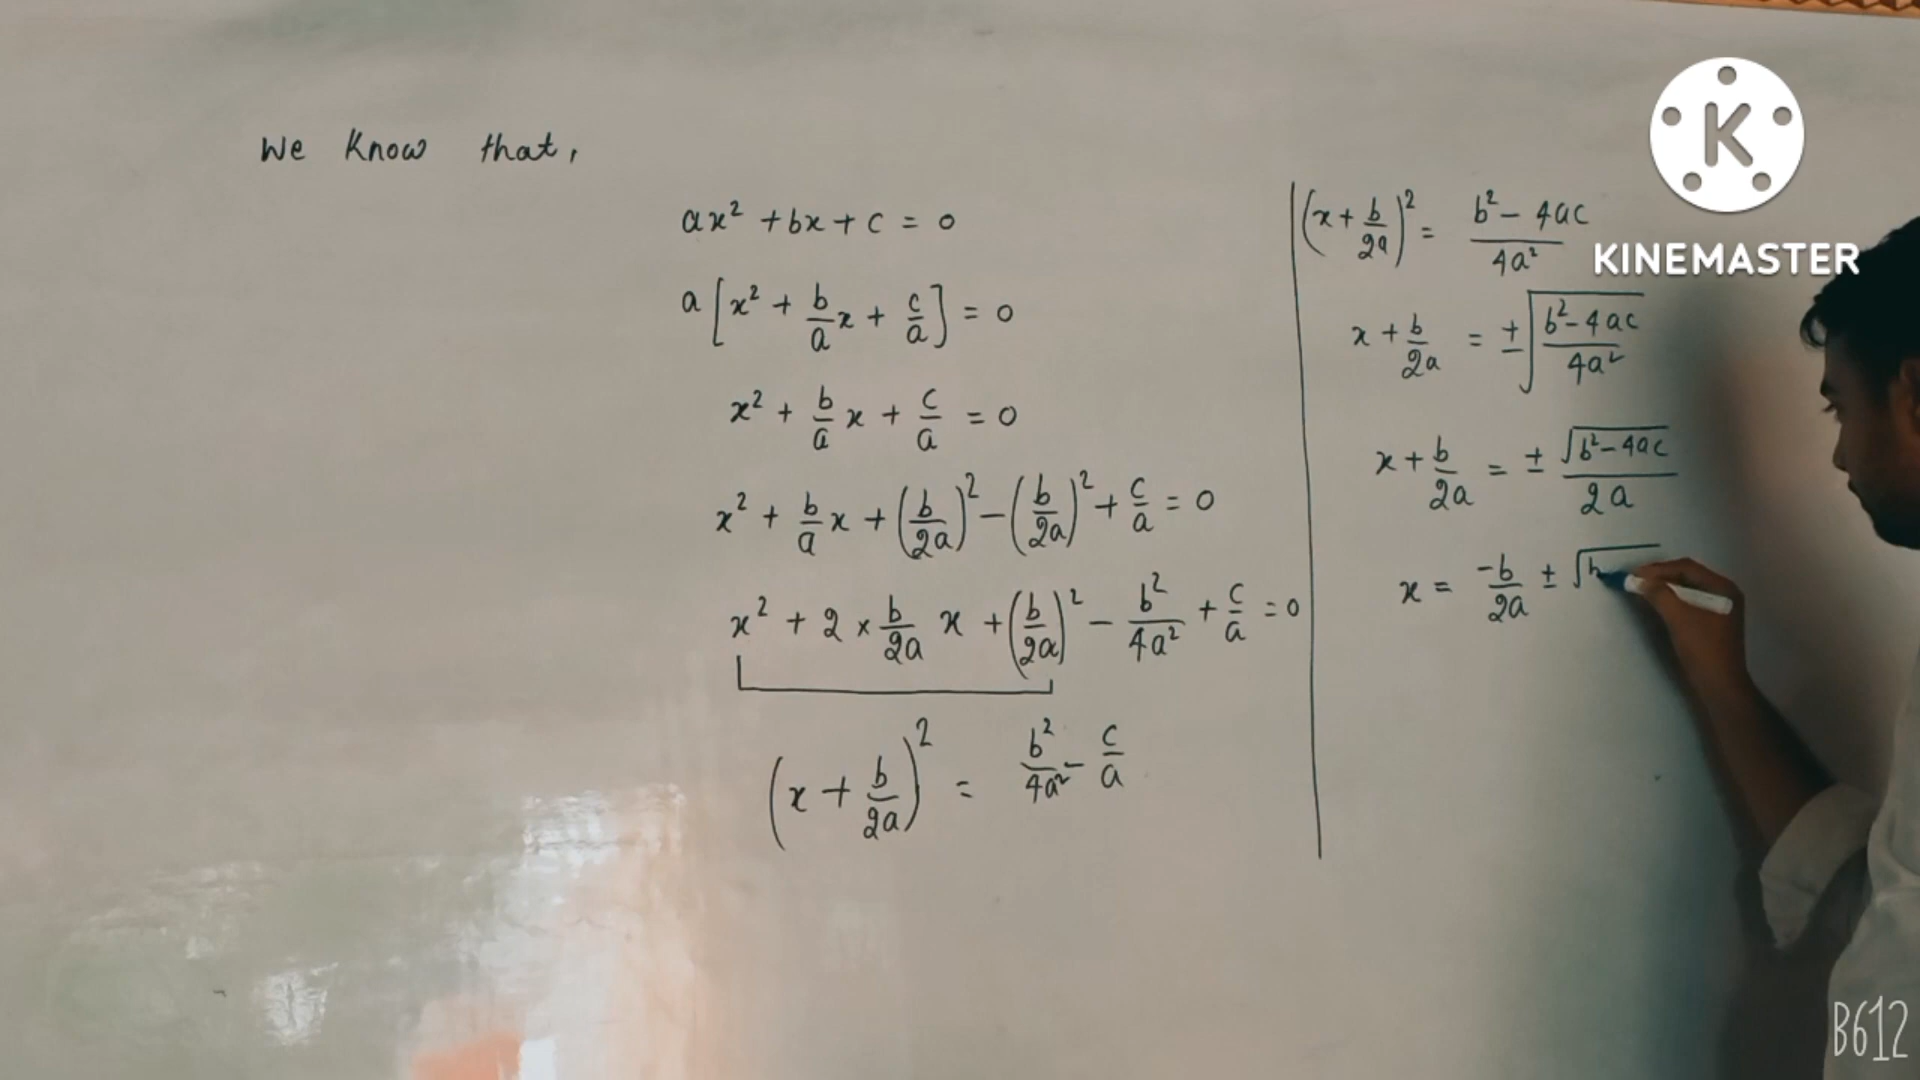 We Know that,
ax² + bx + c = 0
a[x² + b/a x + c/a] = 0
x² + b/a x + c/a = 0
x² + b/a x + (b/2a)² - (b/2a)² + c/a = 0
x² + 2 × b/2a x + (b/2a)² - b²/4a² + c/a = 0
(x + b/2a)² = b²/4a² - c/a
(x + b/2a)² = b² - 4ac/4a²
x + b/2a = ± √(b² - 4ac/4a²)
x + b/2a = ± √(b² - 4ac)/2a
x = -b/2a ± √b
K
KINEMASTER
B612